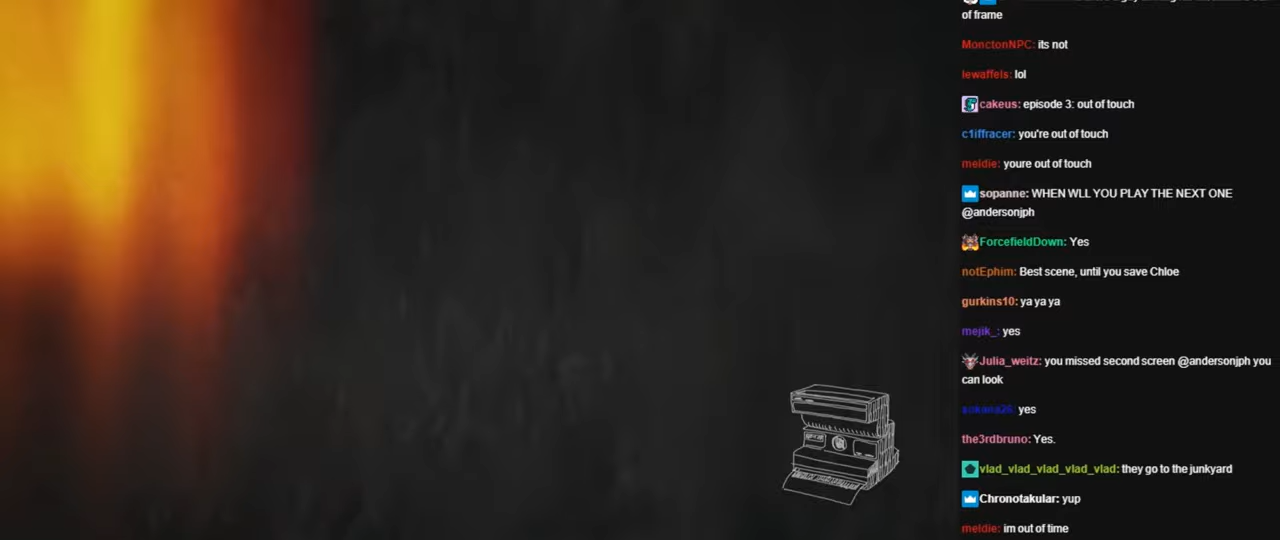 of frame
MonctonNPC: its not
lewaffels: lol
cakeus: episode 3: out of touch
c1iffracer: you're out of touch
meldie: youre out of touch
sopanne: WHEN WLL YOU PLAY THE NEXT ONE
@andersonjph
ForcefieldDown: Yes
notEphim: Best scene, until you save Chloe
gurkins10: ya ya ya
mejik_: yes
Julia_weitz: you missed second screen @andersonjph you
can look
yes
the3rdbruno: Yes.
vlad_vlad_vlad_vlad_vlad: they go to the junkyard
Chronotakular: yup
meldie: im out of time